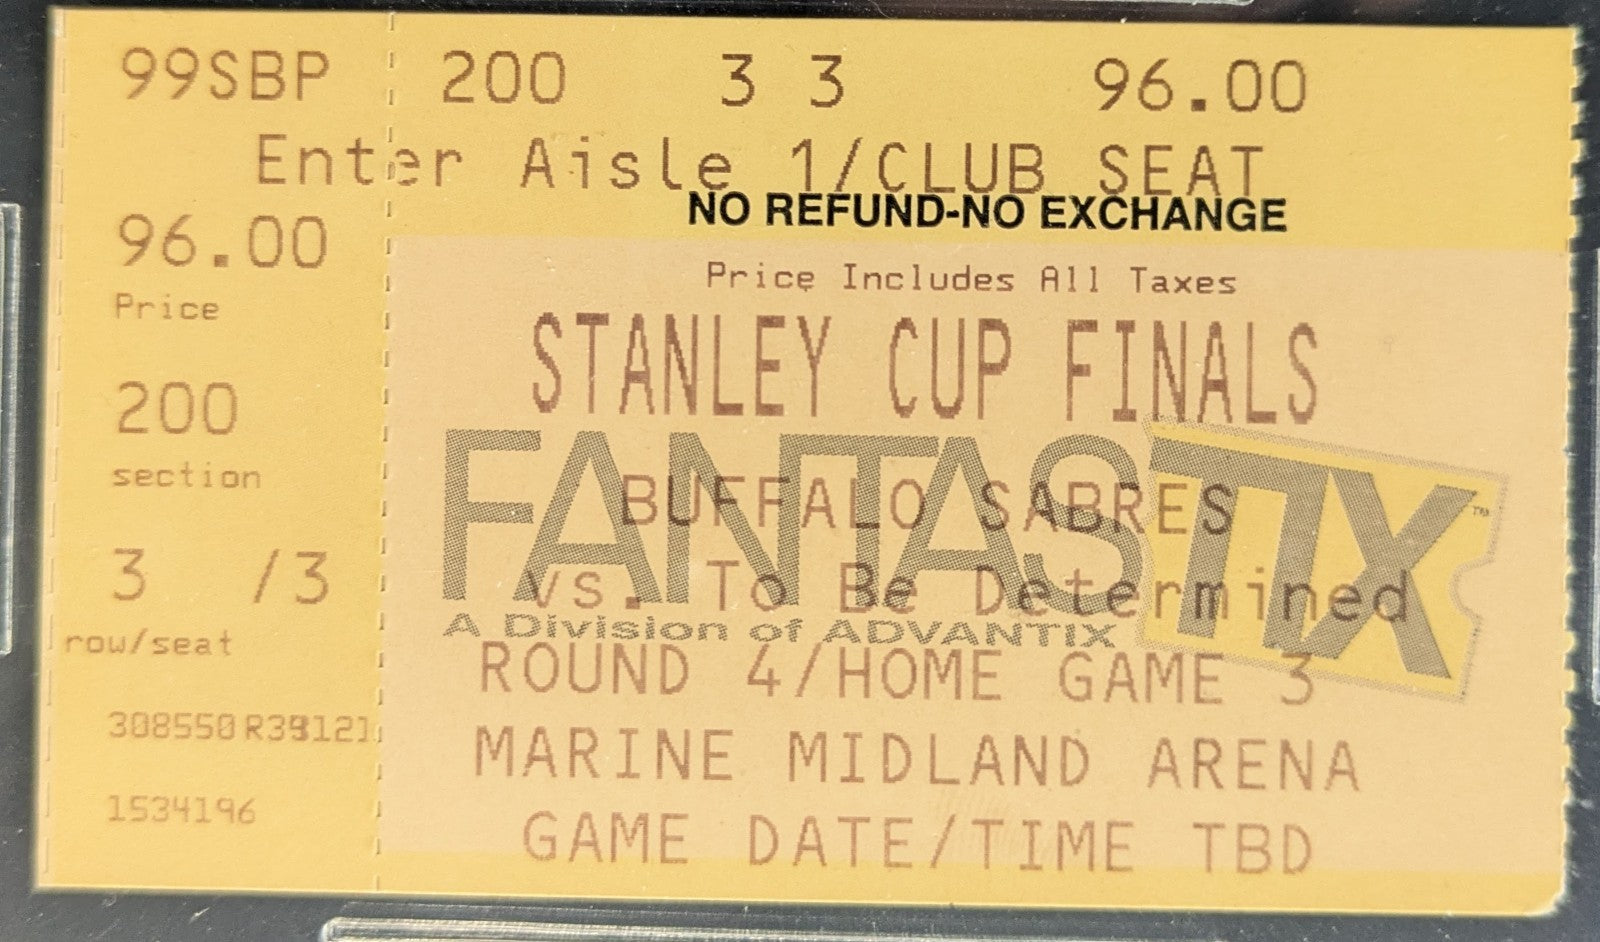 99SBP 200 3 3 96.00
Enter Aisle 1/CLUB SEAT
NO REFUND-NO EXCHANGE
96.00
Price
200
section
3 /3
row/seat
308550
1534196
Price Includes All Taxes
STANLEY CUP FINALS
FANTASTIX™
BUFFALO SABRES
vs. To Be Determined
A Division of ADVANTIX
ROUND 4/HOME GAME 3
MARINE MIDLAND ARENA
GAME DATE/TIME TBD